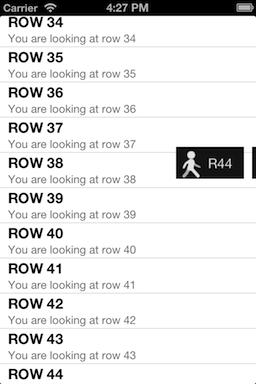 Carrier 4:27 PM
ROW 34
You are looking at row 34
ROW 35
You are looking at row 35
ROW 36
You are looking at row 36
ROW 37
You are looking at row 37
R44
ROW 38
You are looking at row 38
ROW 39
You are looking at row 39
ROW 40
You are looking at row 40
ROW 41
You are looking at row 41
ROW 42
You are looking at row 42
ROW 43
You are looking at row 43
ROW 44